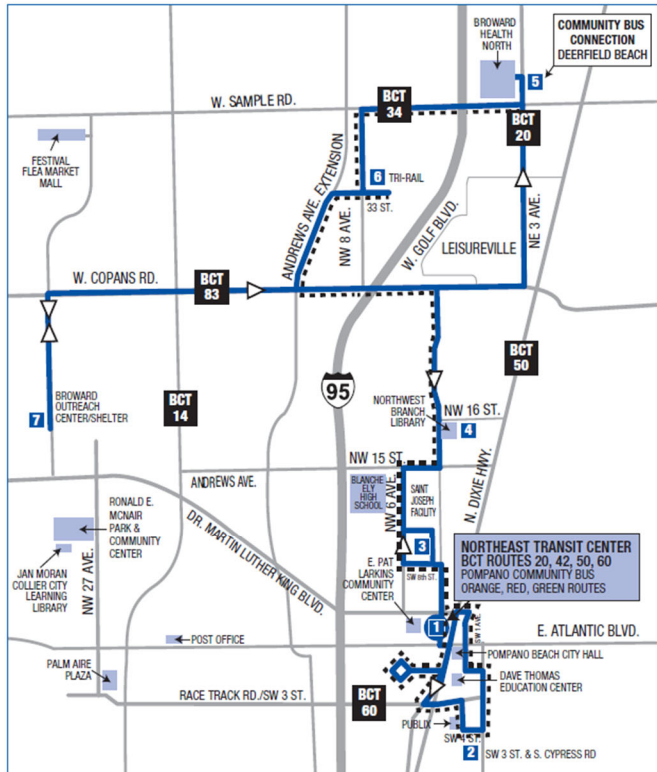 BROWARD
HEALTH
NORTH
COMMUNITY BUS
CONNECTION
DEERFIELD BEACH
5
W. SAMPLE RD.
BCT
34
BCT
20
FESTIVAL
FLEA MARKET
MALL
ANDREWS AVE. EXTENSION
6 TRI-RAIL
33 ST.
NW 8 AVE.
W. GOLF BLVD.
NE 3 AVE.
LEISUREVILLE
W. COPANS RD.
BCT
83
BCT
50
95
BROWARD
OUTREACH
CENTER/SHELTER
7
BCT
14
NORTHWEST
BRANCH
LIBRARY
NW 16 ST.
4
NW 15 ST.
N. DIXIE HWY.
ANDREWS AVE.
BLANCHE
ELY
HIGH
SCHOOL
NW 6 AVE.
SAINT
JOSEPH
FACILITY
RONALD E.
MCNAIR
PARK &
COMMUNITY
CENTER
DR. MARTIN LUTHER KING BLVD.
3
NORTHEAST TRANSIT CENTER
BCT ROUTES 20, 42, 50, 60
POMPANO COMMUNITY BUS
ORANGE, RED, GREEN ROUTES
JAN MORAN
COLLIER CITY
LEARNING
LIBRARY
NW 27 AVE.
E. PAT
LARKINS
COMMUNITY
CENTER
SW 8th ST.
1
SW 1 AVE.
E. ATLANTIC BLVD.
POST OFFICE
POMPANO BEACH CITY HALL
PALM AIRE
PLAZA
DAVE THOMAS
EDUCATION CENTER
RACE TRACK RD./SW 3 ST.
BCT
60
PUBLIX
SW 4 ST.
2
SW 3 ST. & S. CYPRESS RD